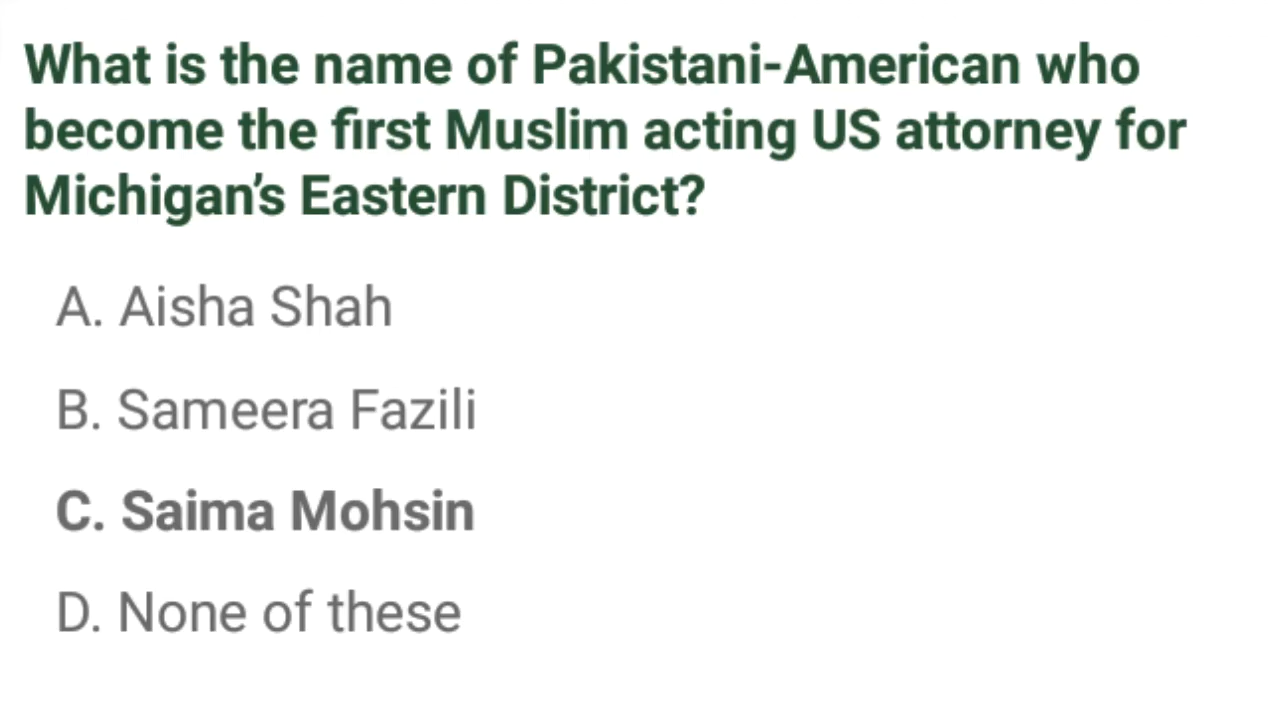 What is the name of Pakistani-American who
become the first Muslim acting US attorney for
Michigan’s Eastern District?
A. Aisha Shah
B. Sameera Fazili
C. Saima Mohsin
D. None of these